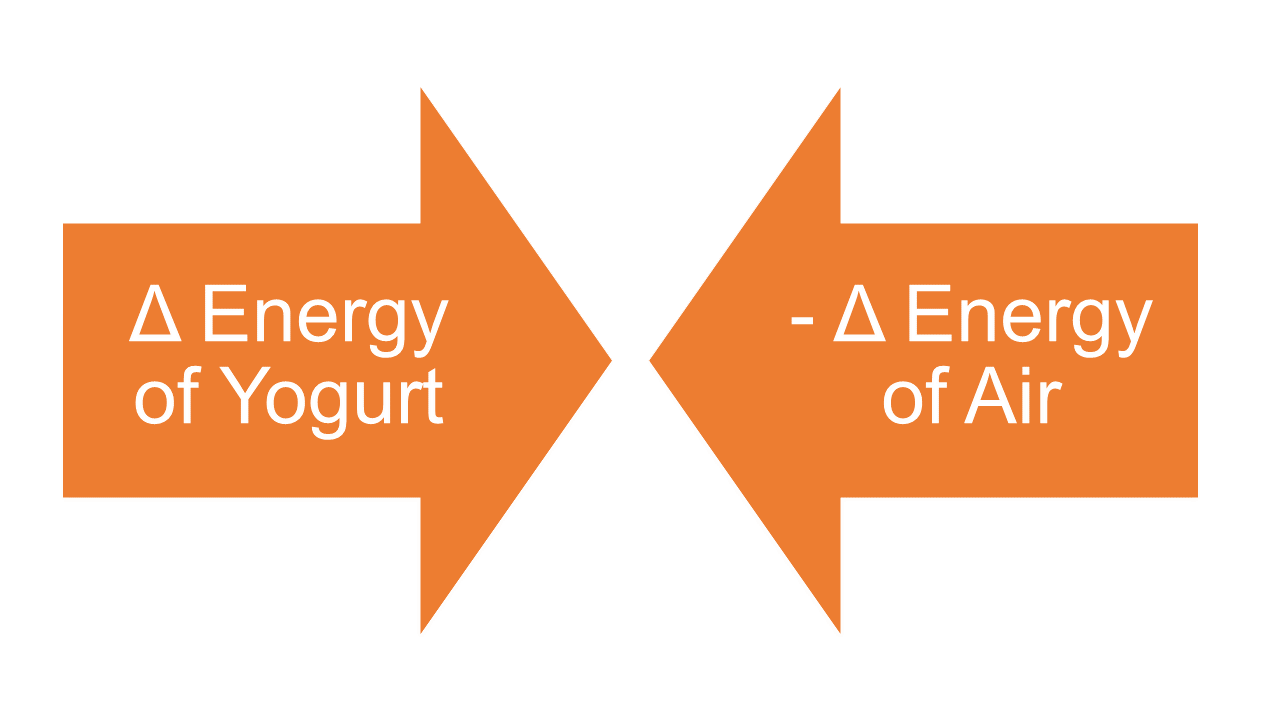 Δ Energy
of Yogurt
- Δ Energy
of Air